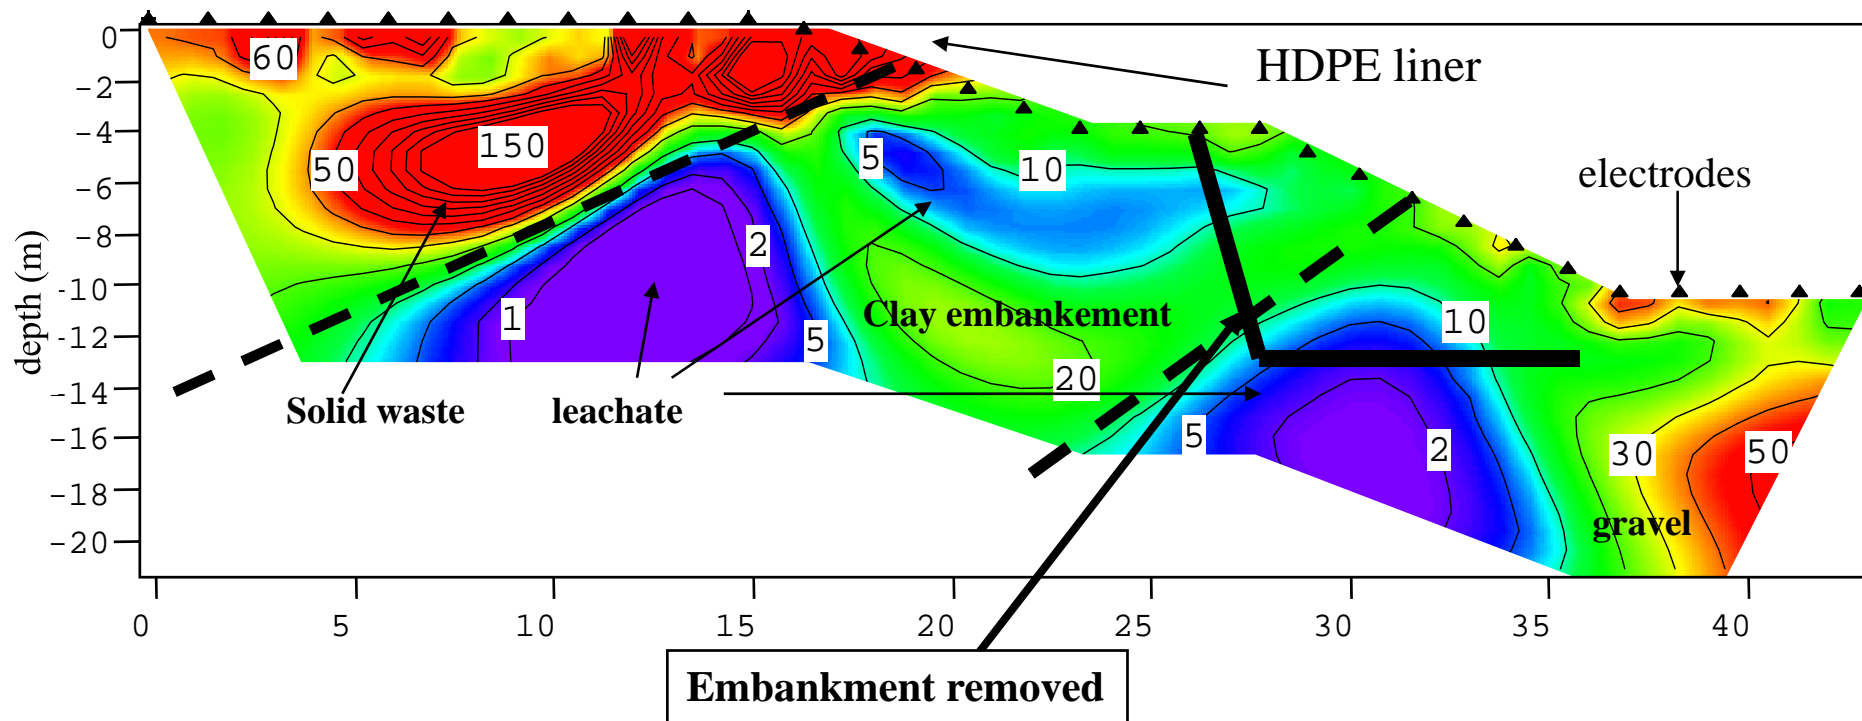 HDPE liner
electrodes
depth (m)
0
-2
-4
-6
-8
-10
-12
-14
-16
-18
-20
60
150
50
5
10
2
1
5
Clay embankement
10
20
5
2
30
50
gravel
Solid waste
leachate
0 5 10 15 20 25 30 35 40
Embankment removed